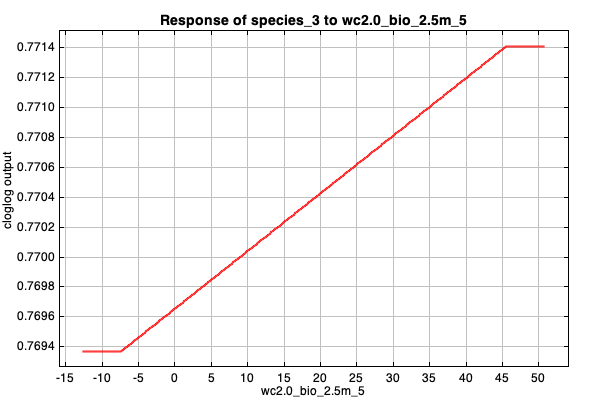 Response of species_3 to wc2.0_bio_2.5m_5
0.7714
0.7712
0.7710
0.7708
0.7706
0.7704
0.7702
0.7700
0.7698
0.7696
0.7694
cloglog output
-15 -10 -5 0 5 10 15 20 25 30 35 40 45 50
wc2.0_bio_2.5m_5